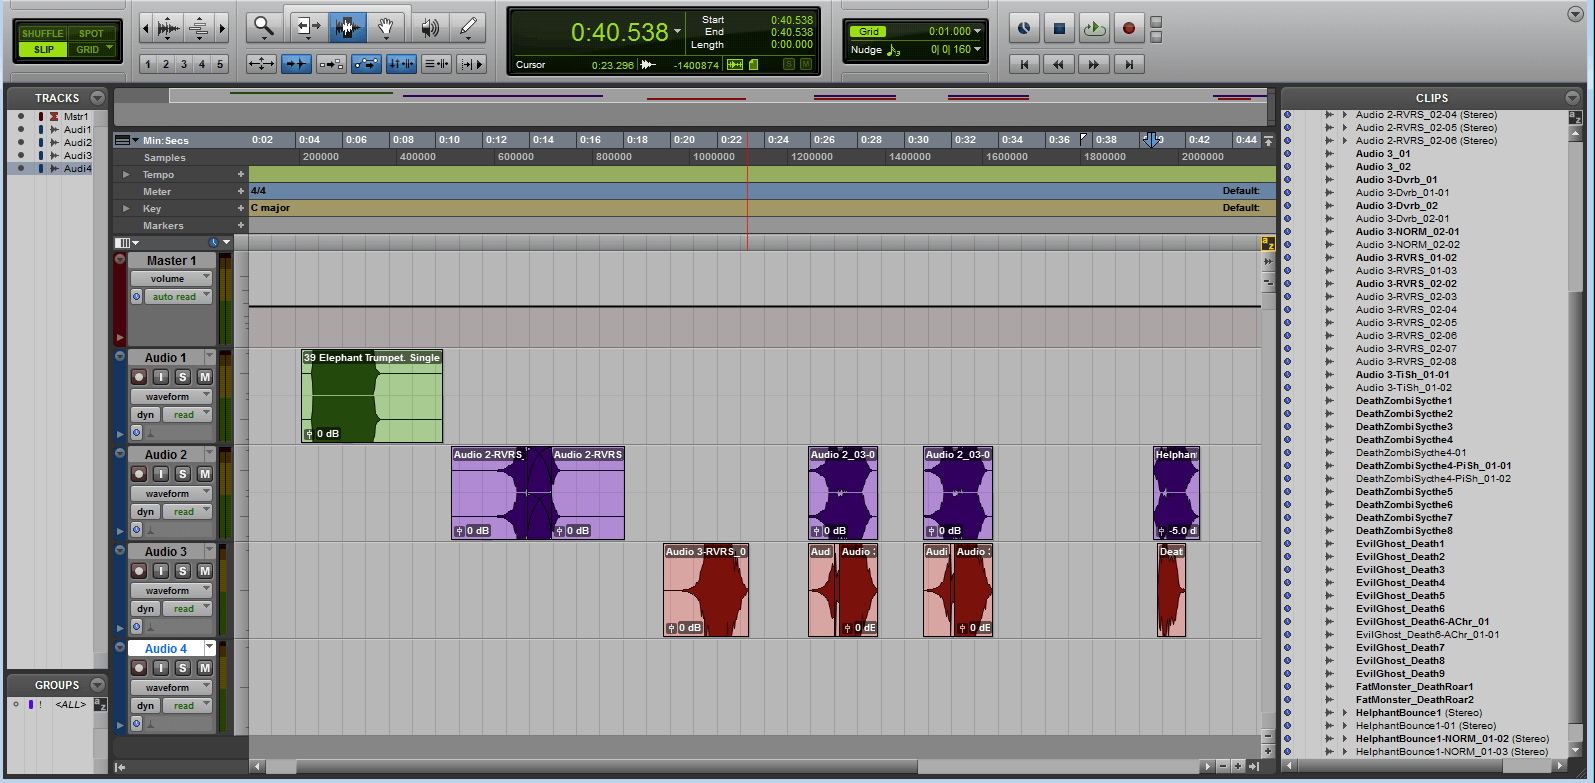 SHUFFLE SPOT
SLIP GRID
1 2 3 4 5
0:40.538
Start 0:40.538
End 0:40.538
Length 0:00.000
Cursor 0:23.296 -1400874 S M
Grid 0:01.000
Nudge 0| 0| 160
TRACKS
Mstr1
Audi1
Audi2
Audi3
Audi4
GROUPS
! <ALL>
a z
Min:Secs 0:02 0:04 0:06 0:08 0:10 0:12 0:14 0:16 0:18 0:20 0:22 0:24 0:26 0:28 0:30 0:32 0:34 0:36 0:38 0:42 0:44
Samples 200000 400000 600000 800000 1000000 1200000 1400000 1600000 1800000 2000000
Tempo +
Meter + 4/4 Default:
Key + C major Default:
Markers +
a z
Master 1
volume
auto read
Audio 1
I S M
waveform
dyn read
39 Elephant Trumpet. Single
0 dB
Audio 2
I S M
waveform
dyn read
Audio 2-RVRS_ Audio 2-RVRS Audio 2_03-0 Audio 2_03-0 Helphant
0 dB 0 dB 0 dB 0 dB -5.0 d
Audio 3
I S M
waveform
dyn read
Audio 3-RVRS_0 Aud Audio Audi Audio Deat
0 dB 0 dE 0 dE
Audio 4
I S M
waveform
dyn read
CLIPS
a z
Audio 2-RVRS_02-04 (Stereo)
Audio 2-RVRS_02-05 (Stereo)
Audio 2-RVRS_02-06 (Stereo)
Audio 3_01
Audio 3_02
Audio 3-Dvrb_01
Audio 3-Dvrb_01-01
Audio 3-Dvrb_02
Audio 3-Dvrb_02-01
Audio 3-NORM_02-01
Audio 3-NORM_02-02
Audio 3-RVRS_01-02
Audio 3-RVRS_01-03
Audio 3-RVRS_02-02
Audio 3-RVRS_02-03
Audio 3-RVRS_02-04
Audio 3-RVRS_02-05
Audio 3-RVRS_02-06
Audio 3-RVRS_02-07
Audio 3-RVRS_02-08
Audio 3-TiSh_01-01
Audio 3-TiSh_01-02
DeathZombiSycthe1
DeathZombiSycthe2
DeathZombiSycthe3
DeathZombiSycthe4
DeathZombiSycthe4-01
DeathZombiSycthe4-PiSh_01-01
DeathZombiSycthe4-PiSh_01-02
DeathZombiSycthe5
DeathZombiSycthe6
DeathZombiSycthe7
DeathZombiSycthe8
EvilGhost_Death1
EvilGhost_Death2
EvilGhost_Death3
EvilGhost_Death4
EvilGhost_Death5
EvilGhost_Death6
EvilGhost_Death6-AChr_01
EvilGhost_Death6-AChr_01-01
EvilGhost_Death7
EvilGhost_Death8
EvilGhost_Death9
FatMonster_DeathRoar1
FatMonster_DeathRoar2
HelphantBounce1 (Stereo)
HelphantBounce1-01 (Stereo)
HelphantBounce1-NORM_01-02 (Stereo)
HelphantBounce1-NORM_01-03 (Stereo)